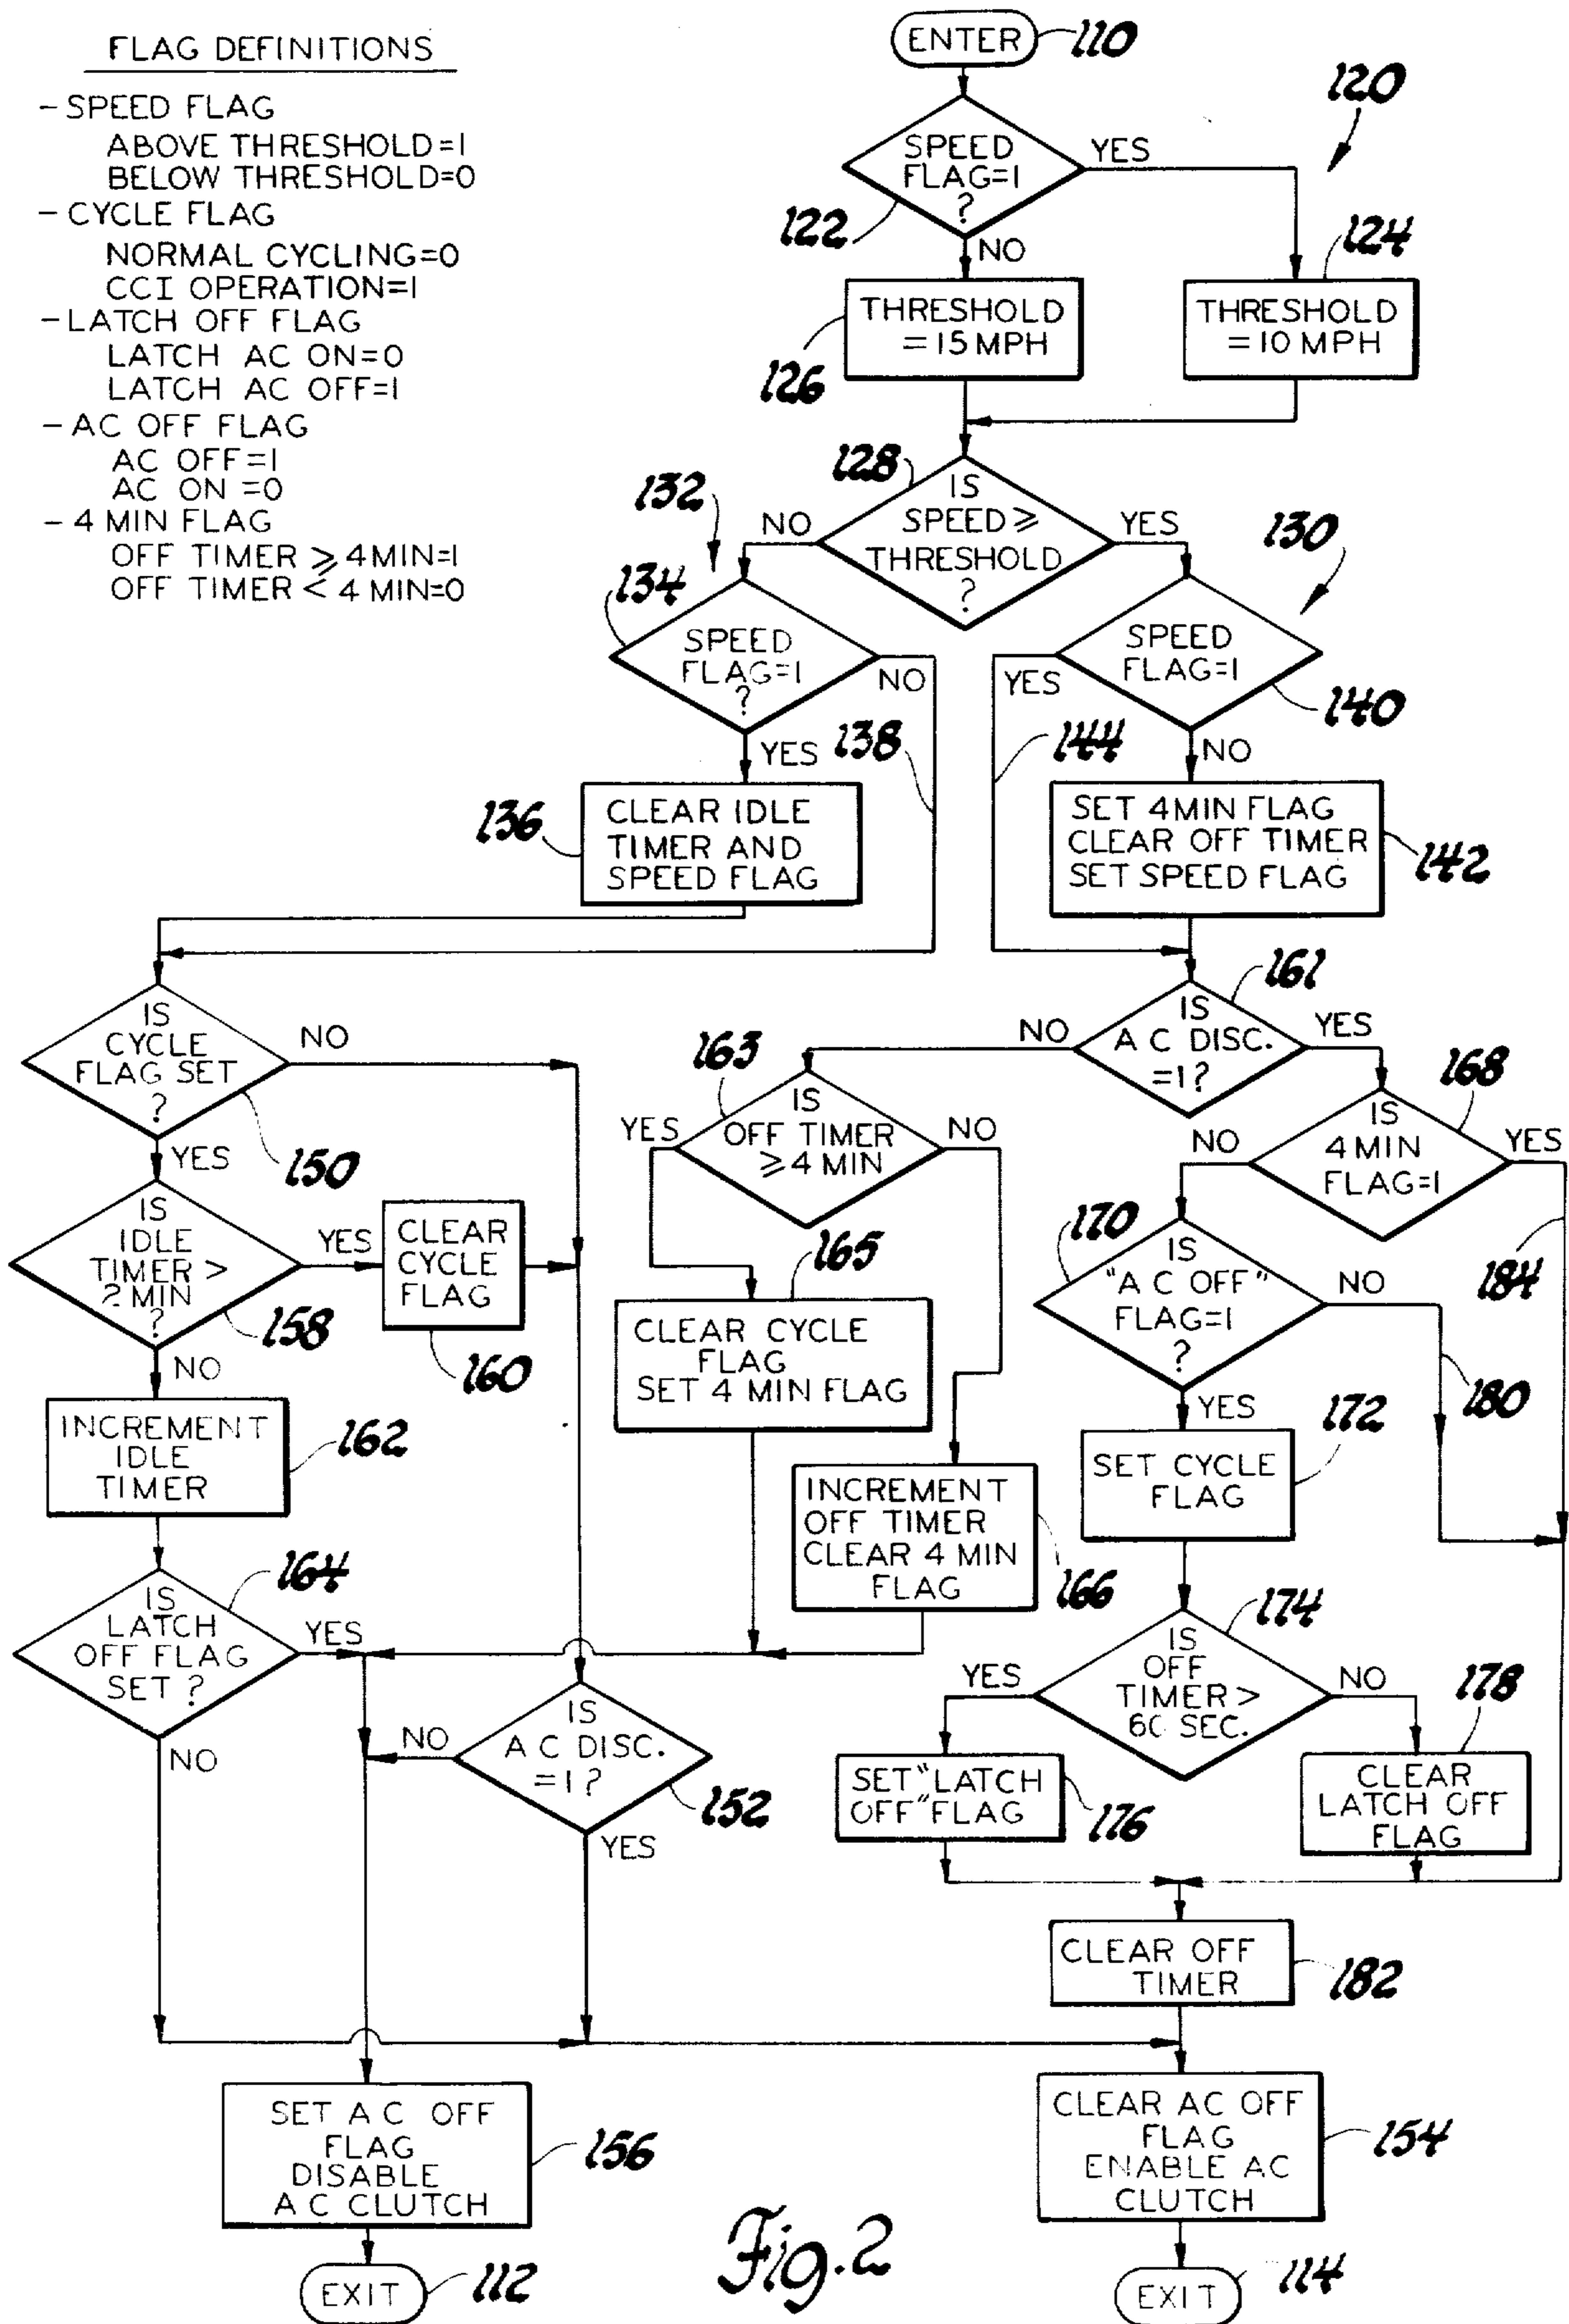 FLAG DEFINITIONS
- SPEED FLAG
ABOVE THRESHOLD=1
BELOW THRESHOLD=0
- CYCLE FLAG
NORMAL CYCLING=0
CCI OPERATION=1
- LATCH OFF FLAG
LATCH AC ON=0
LATCH AC OFF=1
- AC OFF FLAG
AC OFF=1
AC ON =0
- 4 MIN FLAG
OFF TIMER ⩾ 4 MIN=1
OFF TIMER < 4 MIN=0
ENTER
110
120
SPEED
FLAG=1
?
YES
122
NO
124
THRESHOLD
=15 MPH
THRESHOLD
=10 MPH
126
128
IS
SPEED ⩾
THRESHOLD
?
NO
YES
132
130
134
SPEED
FLAG=1
?
NO
YES
SPEED
FLAG=1
YES
140
138
144
NO
136
CLEAR IDLE
TIMER AND
SPEED FLAG
SET 4 MIN FLAG
CLEAR OFF TIMER
SET SPEED FLAG
142
IS
CYCLE
FLAG SET
?
NO
150
YES
161
IS
A C DISC.
=1?
NO
YES
163
IS
OFF TIMER
⩾ 4 MIN
YES
NO
168
IS
4 MIN
FLAG=1
NO
YES
184
IS
IDLE
TIMER >
2 MIN
?
YES
158
NO
CLEAR
CYCLE
FLAG
160
165
CLEAR CYCLE
FLAG
SET 4 MIN FLAG
170
IS
"A C OFF"
FLAG=1
?
NO
180
YES
INCREMENT
IDLE
TIMER
162
INCREMENT
OFF TIMER
CLEAR 4 MIN
FLAG
166
172
SET CYCLE
FLAG
164
IS
LATCH
OFF FLAG
SET ?
YES
NO
174
IS
OFF
TIMER >
60 SEC.
YES
NO
IS
A C DISC.
=1?
NO
152
YES
SET "LATCH
OFF" FLAG
176
178
CLEAR
LATCH OFF
FLAG
CLEAR OFF
TIMER
182
SET A C OFF
FLAG
DISABLE
A C CLUTCH
156
CLEAR AC OFF
FLAG
ENABLE AC
CLUTCH
154
EXIT
112
Fig.2
EXIT
114